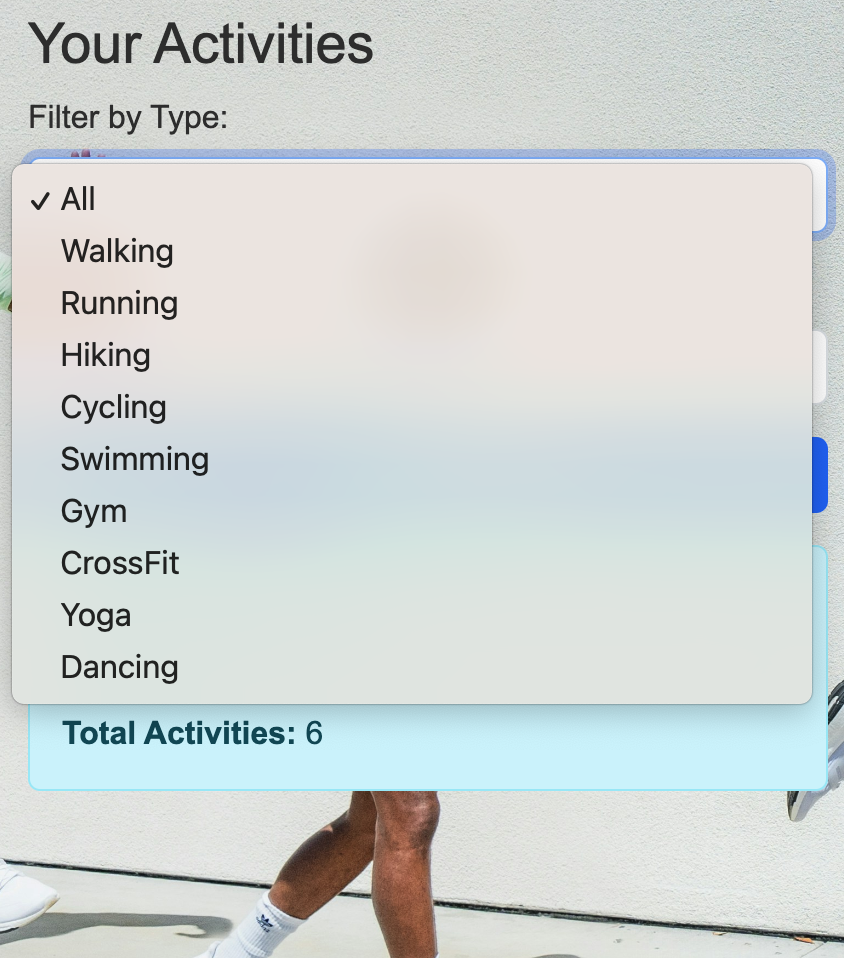 Your Activities
Filter by Type:
✓ All
Walking
Running
Hiking
Cycling
Swimming
Gym
CrossFit
Yoga
Dancing
Total Activities: 6